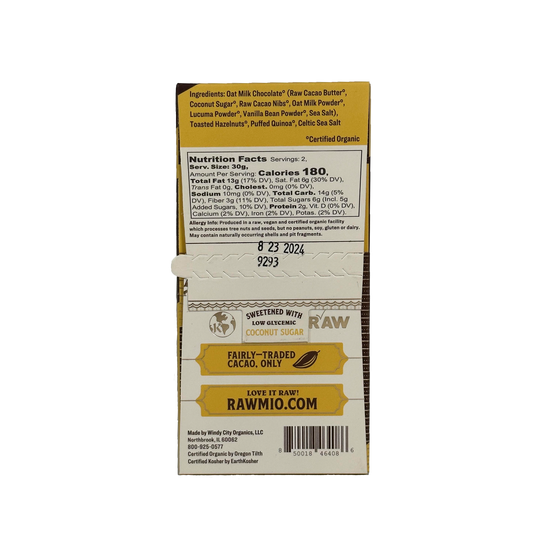 Ingredients: Oat Milk Chocolate° (Raw Cacao Butter°,
Coconut Sugar°, Raw Cacao Nibs°, Oat Milk Powder°,
Lucuma Powder°, Vanilla Bean Powder°, Sea Salt),
Toasted Hazelnuts°, Puffed Quinoa°, Celtic Sea Salt
°Certified Organic
Nutrition Facts Servings: 2,
Serv. Size: 30g,
Amount Per Serving: Calories 180,
Total Fat 13g (17% DV), Sat. Fat 6g (30% DV),
Trans Fat 0g, Cholest. 0mg (0% DV),
Sodium 10mg (0% DV), Total Carb. 14g (5%
DV), Fiber 3g (11% DV), Total Sugars 6g (Incl. 5g
Added Sugars, 10% DV), Protein 2g, Vit. D (0% DV),
Calcium (2% DV), Iron (2% DV), Potas. (2% DV).
Allergy Info: Produced in a raw, vegan and certified organic facility
which processes tree nuts and seeds, but no peanuts, soy, gluten or dairy.
May contain naturally occurring shells and pit fragments.
8 23 2024
9293
SWEETENED WITH
LOW GLYCEMIC
COCONUT SUGAR
RAW
FAIRLY—TRADED
CACAO, ONLY
LOVE IT RAW!
RAWMIO.COM
Made by Windy City Organics, LLC
Northbrook, IL 60062
800-925-0577
Certified Organic by Oregon Tilth
Certified Kosher by EarthKosher
8 50018 46408 6